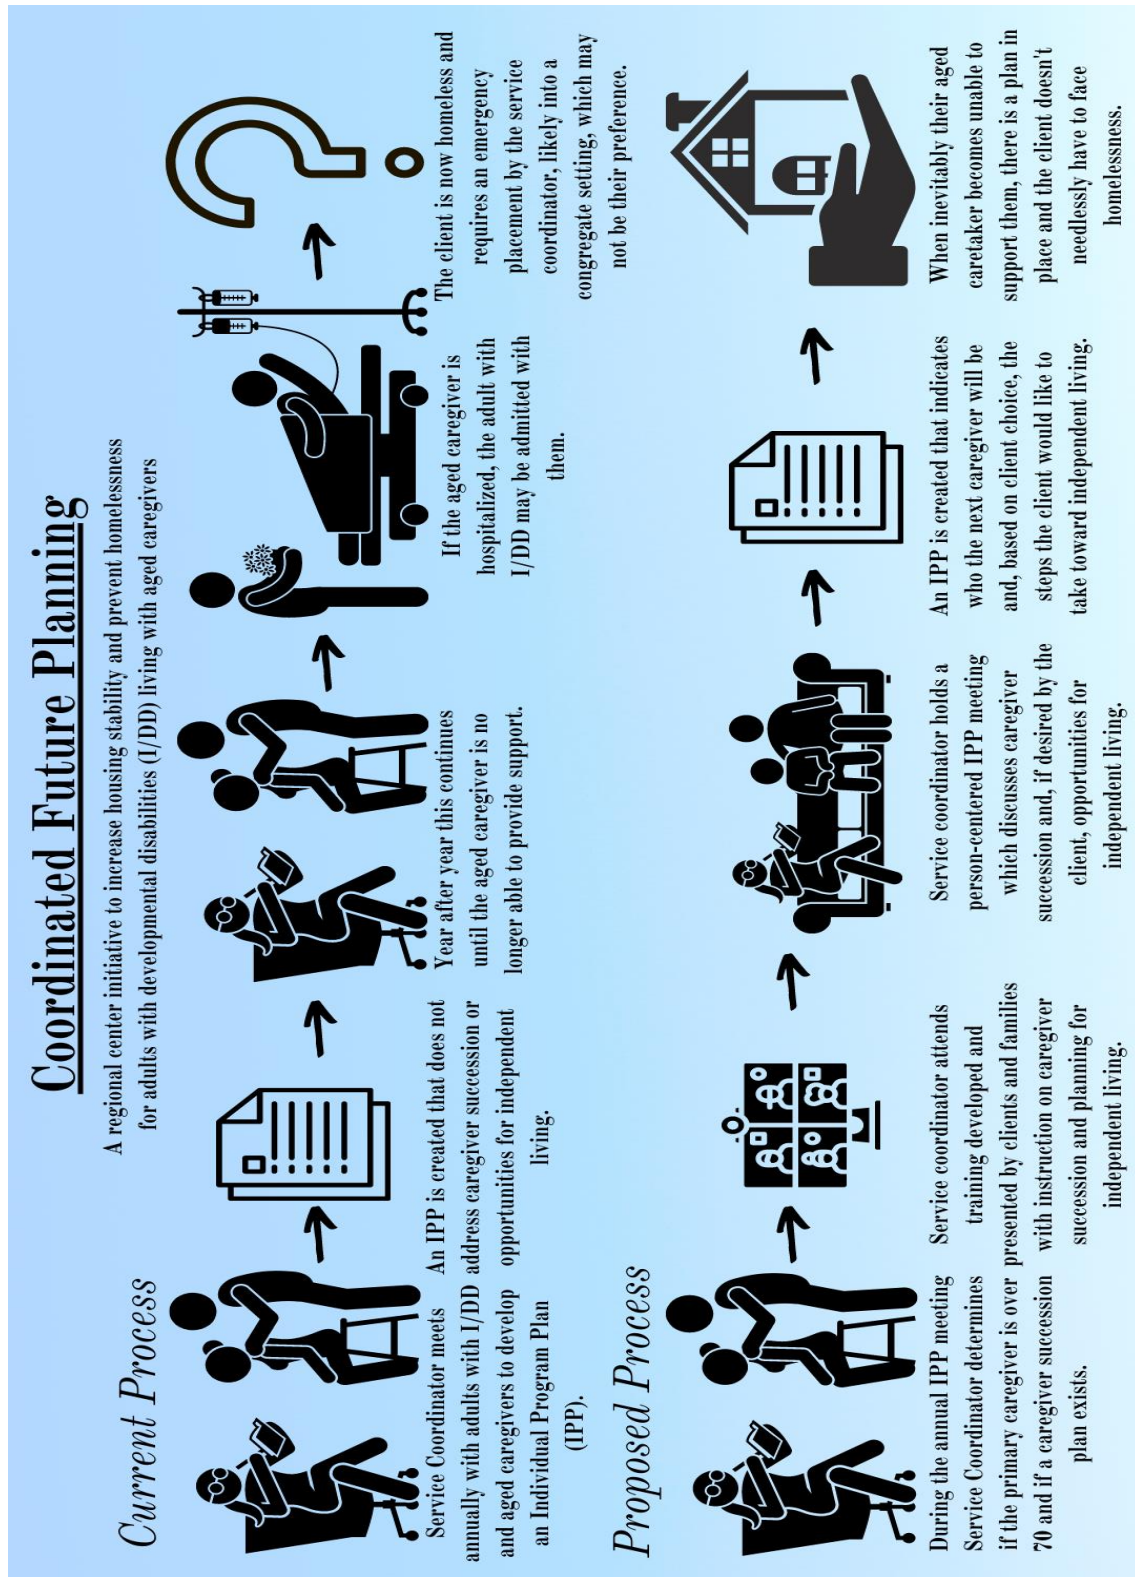 Coordinated Future Planning
A regional center initiative to increase housing stability and prevent homelessness
for adults with developmental disabilities (I/DD) living with aged caregivers
Current Process
Service Coordinator meets
annually with adults with I/DD
and aged caregivers to develop
an Individual Program Plan
(IPP).
An IPP is created that does not
address caregiver succession or
opportunities for independent
living.
Year after year this continues
until the aged caregiver is no
longer able to provide support.
If the aged caregiver is
hospitalized, the adult with
I/DD may be admitted with
them.
The client is now homeless and
requires an emergency
placement by the service
coordinator, likely into a
congregate setting, which may
not be their preference.
Proposed Process
During the annual IPP meeting
Service Coordinator determines
if the primary caregiver is over
70 and if a caregiver succession
plan exists.
Service coordinator attends
training developed and
presented by clients and families
with instruction on caregiver
succession and planning for
independent living.
Service coordinator holds a
person-centered IPP meeting
which discusses caregiver
succession and, if desired by the
client, opportunities for
independent living.
An IPP is created that indicates
who the next caregiver will be
and, based on client choice, the
steps the client would like to
take toward independent living.
When inevitably their aged
caretaker becomes unable to
support them, there is a plan in
place and the client doesn't
needlessly have to face
homelessness.